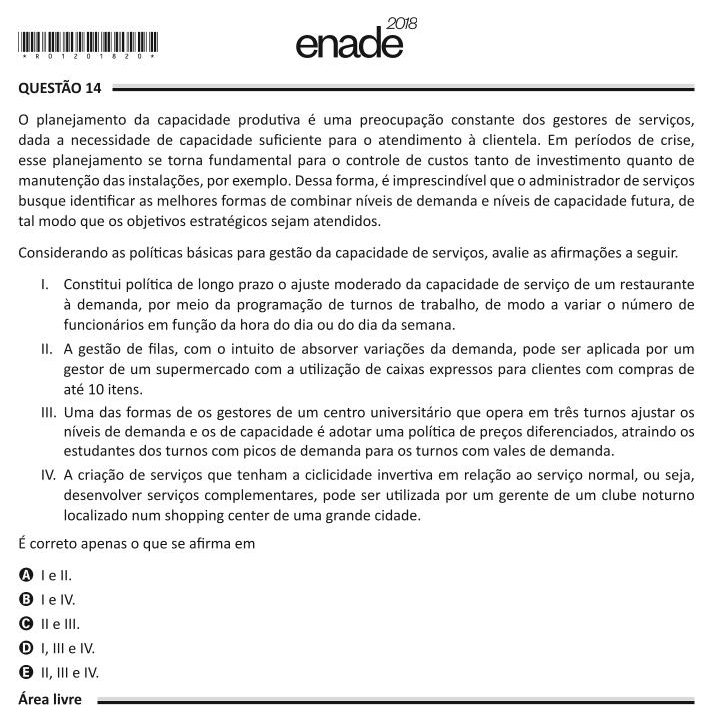 enade 2018
*R01201820*
QUESTÃO 14
O planejamento da capacidade produtiva é uma preocupação constante dos gestores de serviços,
dada a necessidade de capacidade suficiente para o atendimento à clientela. Em períodos de crise,
esse planejamento se torna fundamental para o controle de custos tanto de investimento quanto de
manutenção das instalações, por exemplo. Dessa forma, é imprescindível que o administrador de serviços
busque identificar as melhores formas de combinar níveis de demanda e níveis de capacidade futura, de
tal modo que os objetivos estratégicos sejam atendidos.
Considerando as políticas básicas para gestão da capacidade de serviços, avalie as afirmações a seguir.
I. Constitui política de longo prazo o ajuste moderado da capacidade de serviço de um restaurante
à demanda, por meio da programação de turnos de trabalho, de modo a variar o número de
funcionários em função da hora do dia ou do dia da semana.
II. A gestão de filas, com o intuito de absorver variações da demanda, pode ser aplicada por um
gestor de um supermercado com a utilização de caixas expressos para clientes com compras de
até 10 itens.
III. Uma das formas de os gestores de um centro universitário que opera em três turnos ajustar os
níveis de demanda e os de capacidade é adotar uma política de preços diferenciados, atraindo os
estudantes dos turnos com picos de demanda para os turnos com vales de demanda.
IV. A criação de serviços que tenham a ciclicidade invertiva em relação ao serviço normal, ou seja,
desenvolver serviços complementares, pode ser utilizada por um gerente de um clube noturno
localizado num shopping center de uma grande cidade.
É correto apenas o que se afirma em
A I e II.
B I e IV.
C II e III.
D I, III e IV.
E II, III e IV.
Área livre